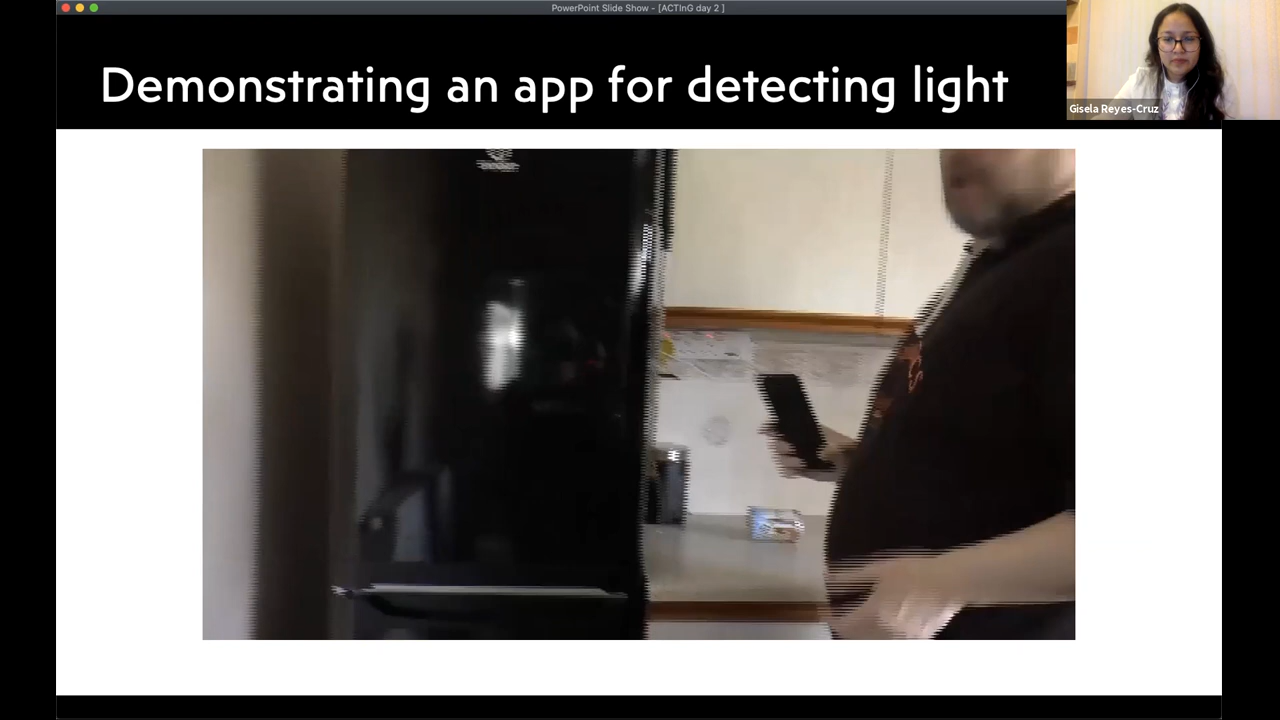 PowerPoint Slide Show - [ACTInG day 2 ]
Demonstrating an app for detecting light
Gisela Reyes-Cruz